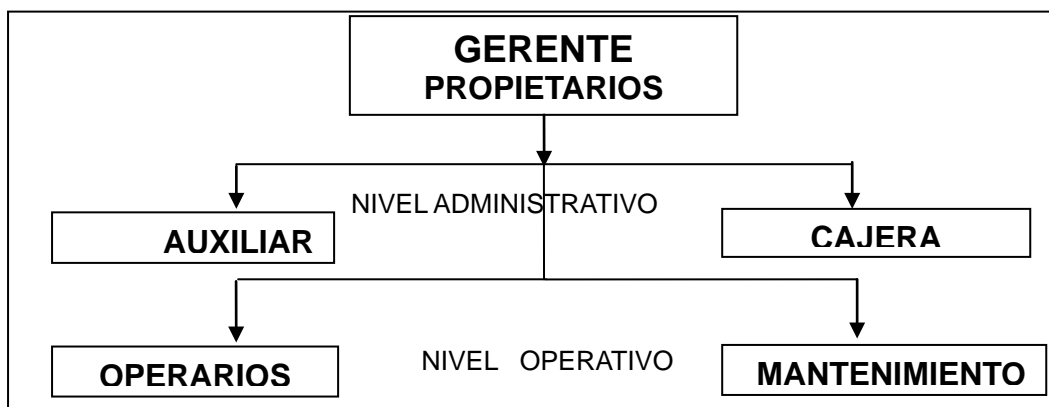 GERENTE
PROPIETARIOS
NIVEL ADMINISTRATIVO
AUXILIAR
CAJERA
NIVEL OPERATIVO
OPERARIOS
MANTENIMIENTO